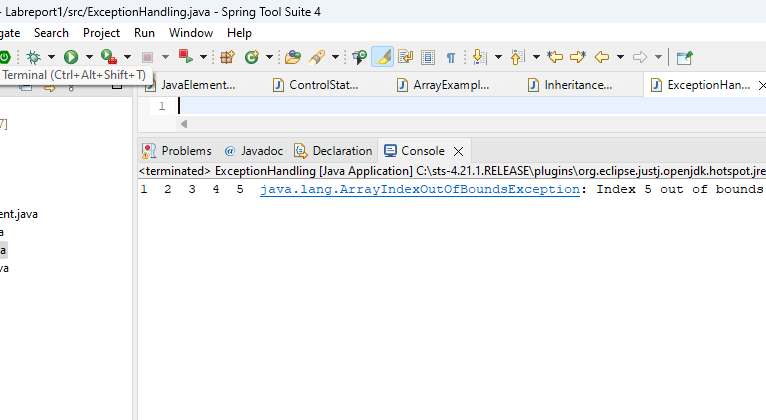 - Labreport1/src/ExceptionHandling.java - Spring Tool Suite 4
gate Search Project Run Window Help
Terminal (Ctrl+Alt+Shift+T)
JavaElement... ControlStat... ArrayExampl... Inheritance... ExceptionHan...
1
7]
Problems @ Javadoc Declaration Console
<terminated> ExceptionHandling [Java Application] C:\sts-4.21.1.RELEASE\plugins\org.eclipse.justj.openjdk.hotspot.jre
1 2 3 4 5 java.lang.ArrayIndexOutOfBoundsException: Index 5 out of bounds
ent.java
a
a
va